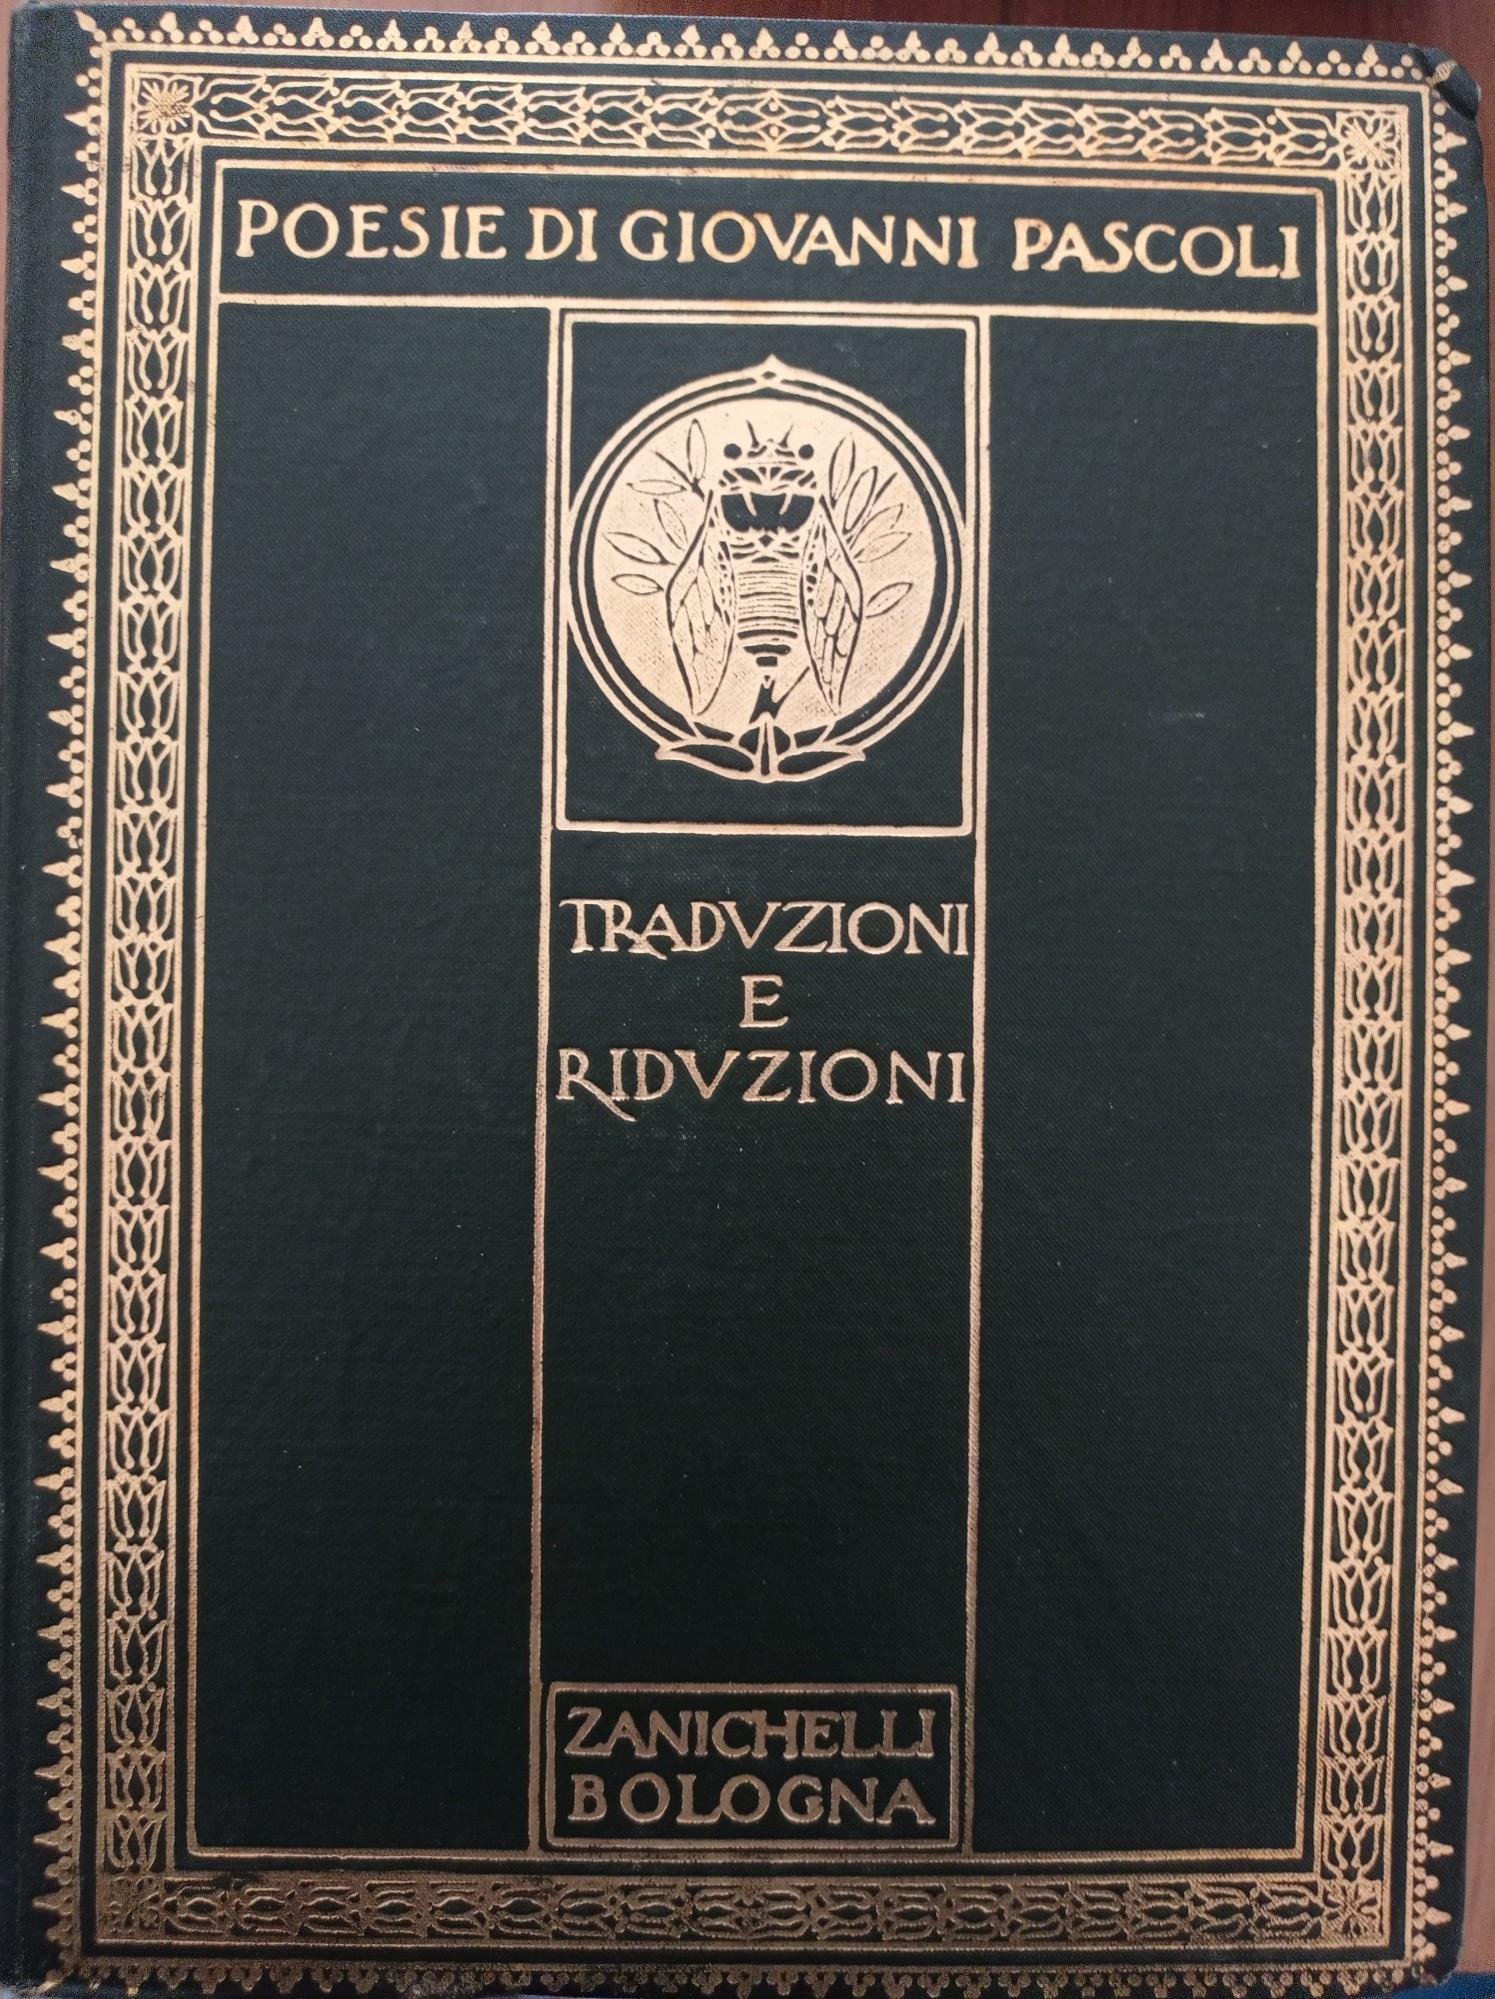 POESIE DI GIOVANNI PASCOLI
TRADVZIONI
E
RIDVZIONI
ZANICHELLI
BOLOGNA